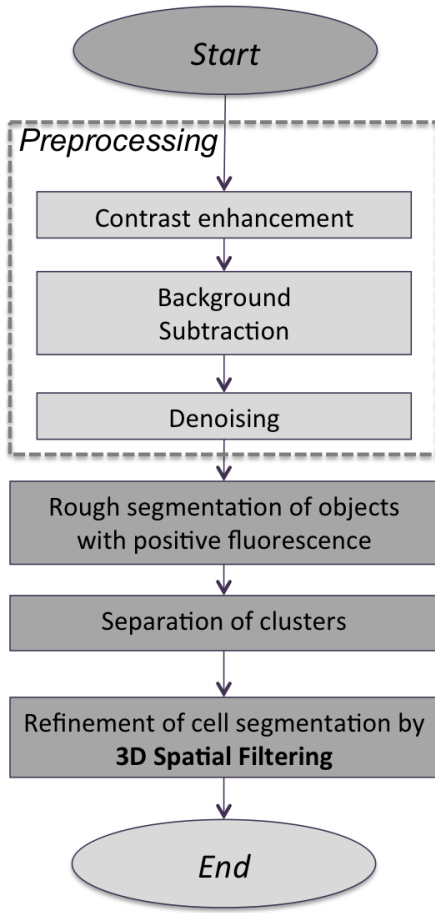 Start
Preprocessing
Contrast enhancement
Background
Subtraction
Denoising
Rough segmentation of objects
with positive fluorescence
Separation of clusters
Refinement of cell segmentation by
3D Spatial Filtering
End